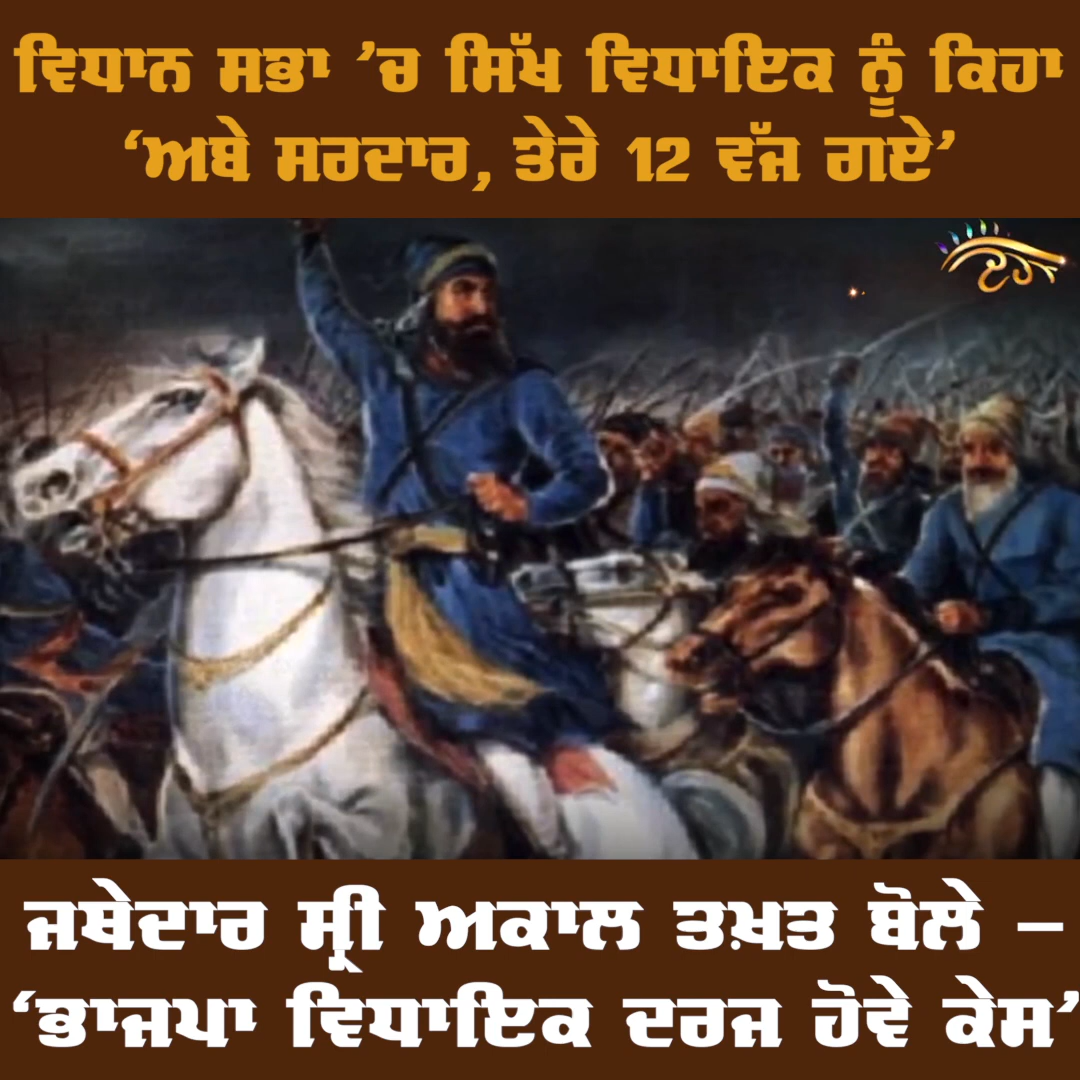 ਵਿਧਾਨ ਸਭਾ ’ਚ ਸਿੱਖ ਵਿਧਾਇਕ ਨੂੰ ਕਿਹਾ
‘ਅਬੇ ਸਰਦਾਰ, ਤੇਰੇ 12 ਵੱਜ ਗਏ’
ਜਥੇਦਾਰ ਸ੍ਰੀ ਅਕਾਲ ਤਖ਼ਤ ਬੋਲੇ –
‘ਭਾਜਪਾ ਵਿਧਾਇਕ ਦਰਜ ਹੋਵੇ ਕੇਸ’